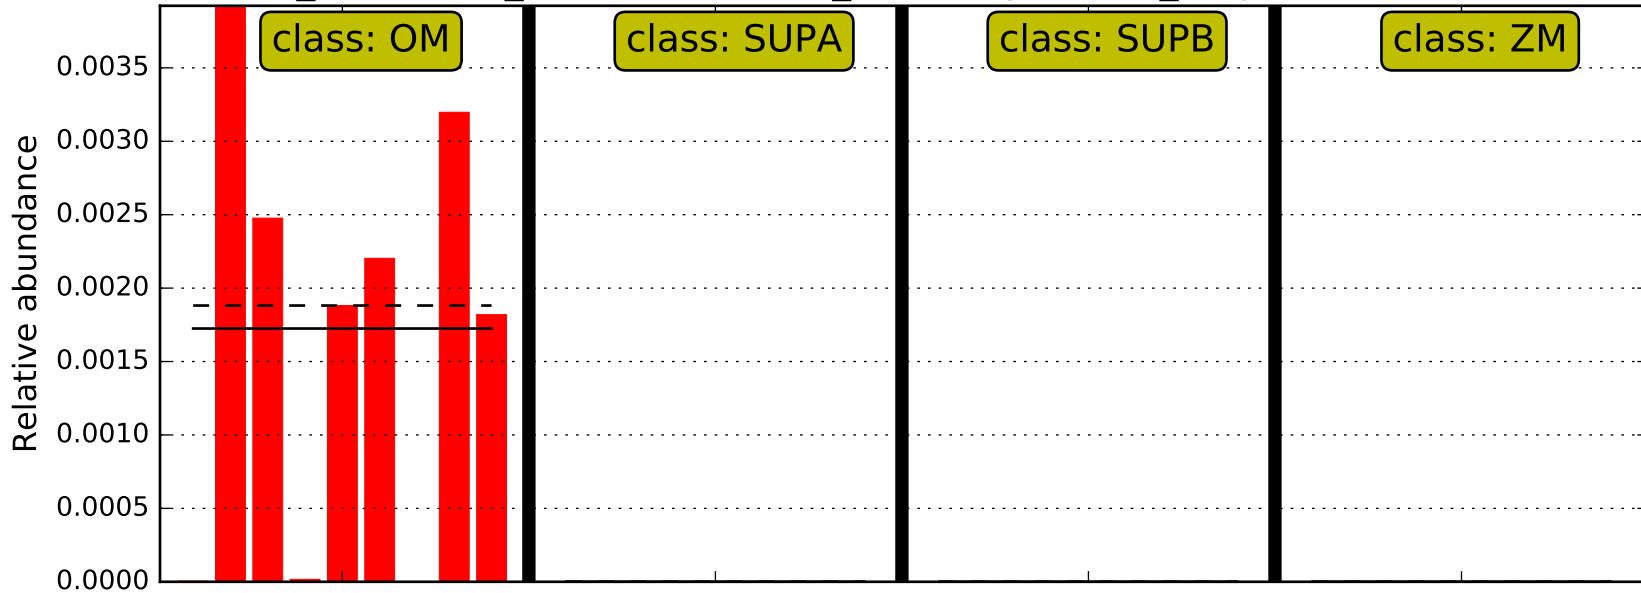 class: OM
class: SUPA
class: SUPB
class: ZM
Relative abundance
0.0035
0.0030
0.0025
0.0020
0.0015
0.0010
0.0005
0.0000